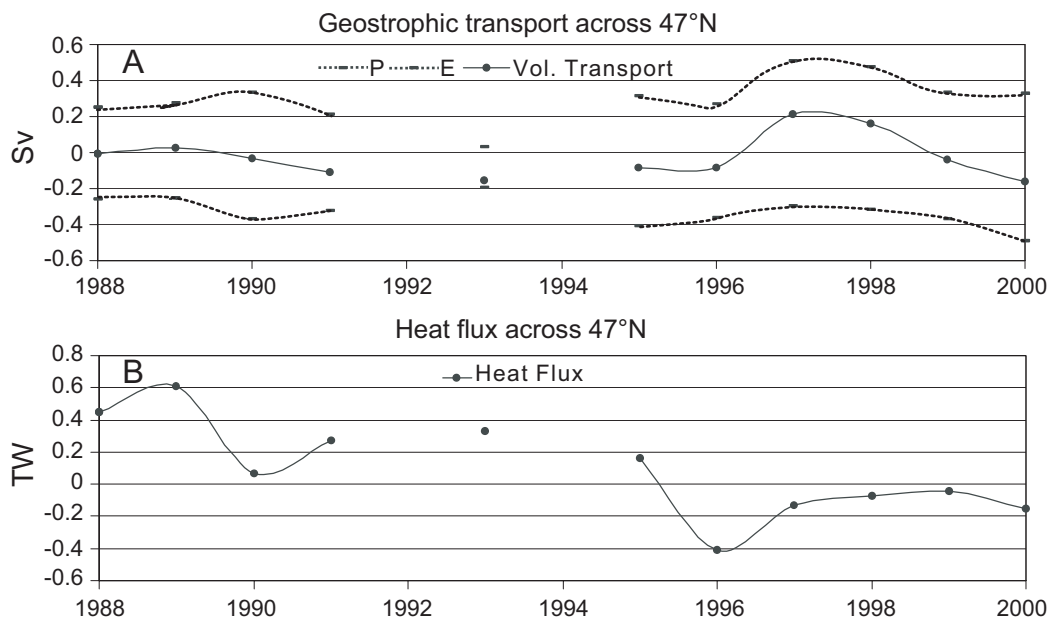 Geostrophic transport across 47°N
A
P E Vol. Transport
Sv
0.6
0.4
0.2
0
-0.2
-0.4
-0.6
1988 1990 1992 1994 1996 1998 2000
Heat flux across 47°N
B
Heat Flux
TW
0.8
0.6
0.4
0.2
0
-0.2
-0.4
-0.6
1988 1990 1992 1994 1996 1998 2000